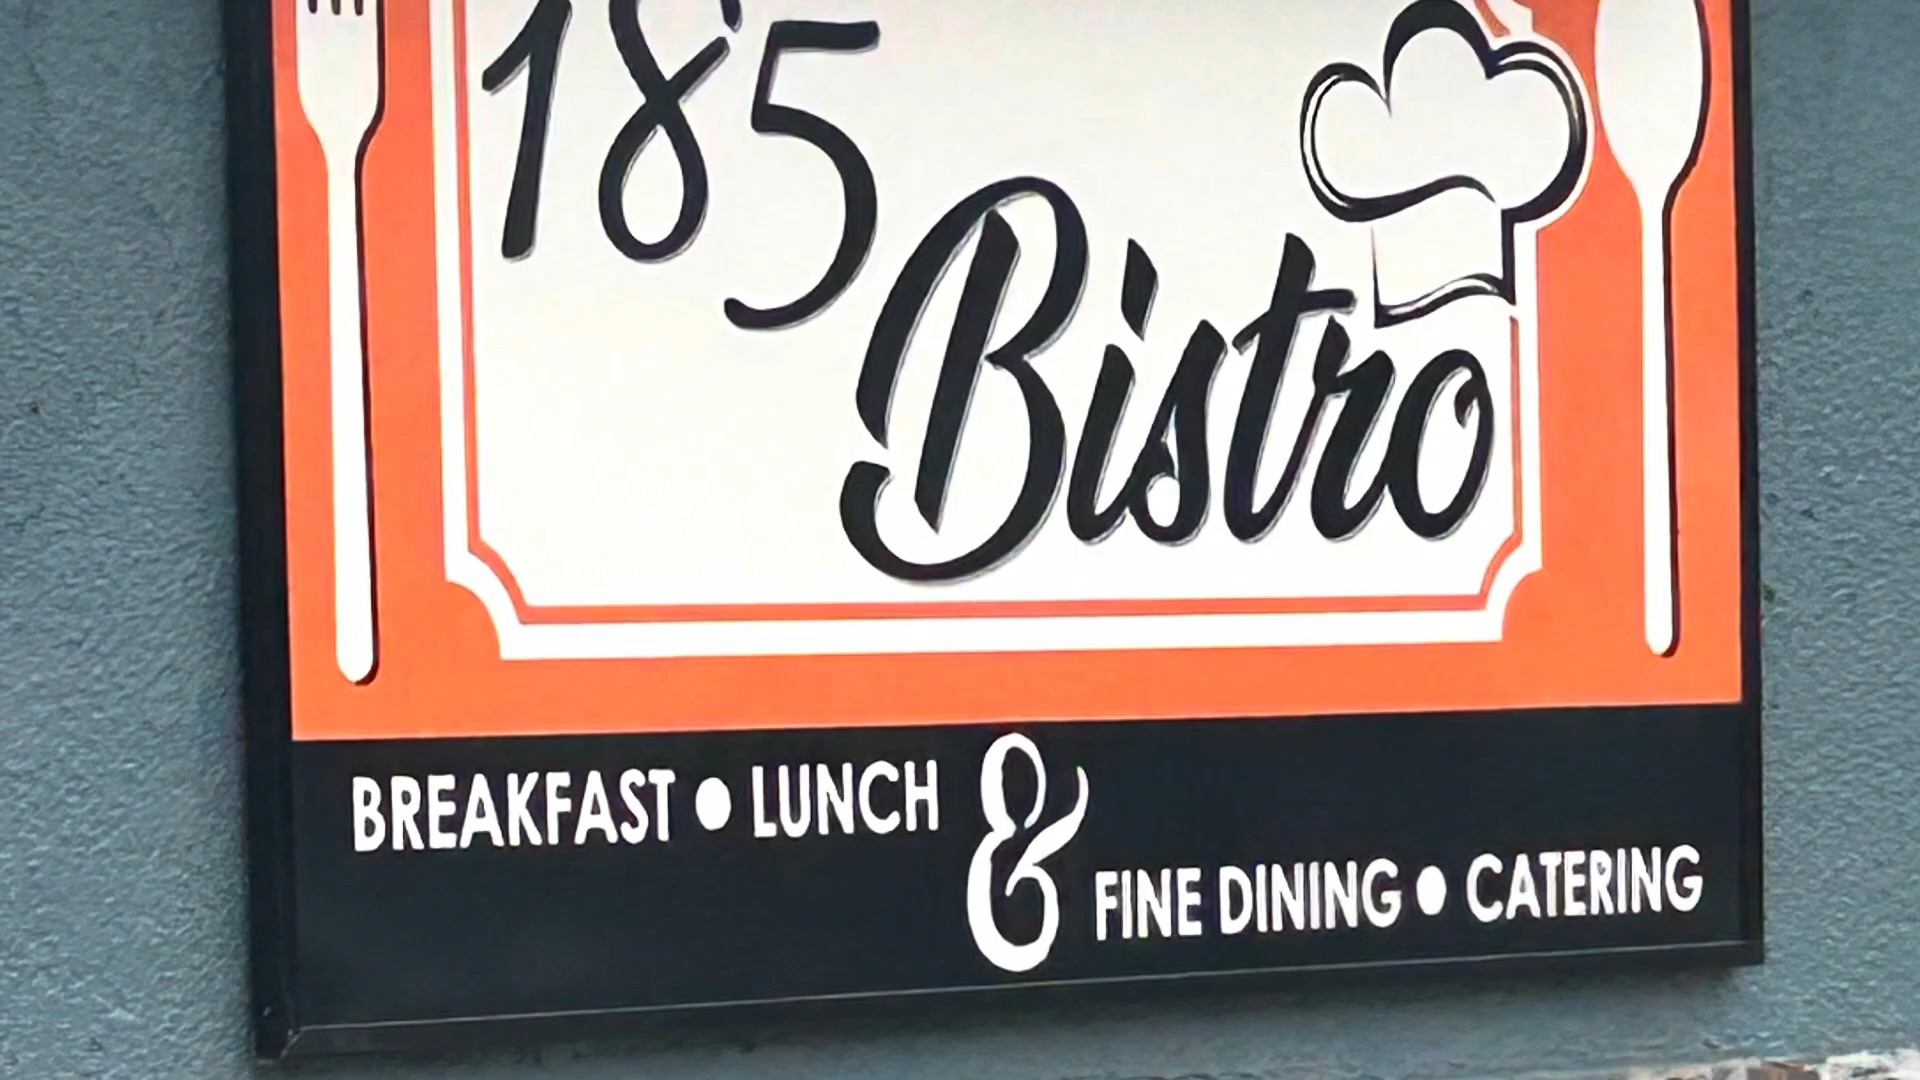 185
Bistro
BREAKFAST • LUNCH
&
FINE DINING • CATERING